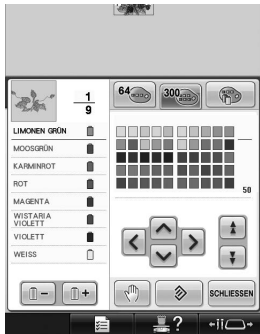 1
9
64
300
LIMONEN GRÜN
MOOSGRÜN
KARMINROT
ROT
MAGENTA
WISTARIA
VIOLETT
VIOLETT
WEISS
50
SCHLIESSEN